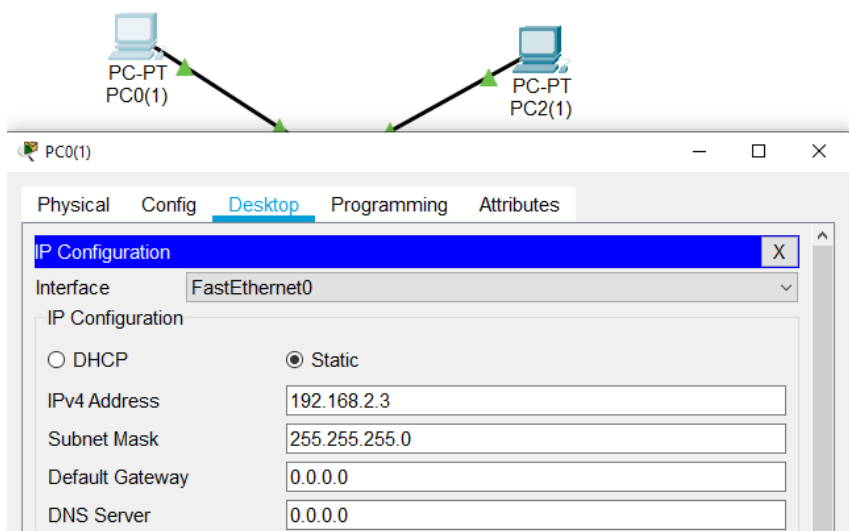 PC-PT
PC0(1)
PC-PT
PC2(1)
PC0(1)
Physical Config Desktop Programming Attributes
IP Configuration X
Interface FastEthernet0
IP Configuration
DHCP Static
IPv4 Address 192.168.2.3
Subnet Mask 255.255.255.0
Default Gateway 0.0.0.0
DNS Server 0.0.0.0